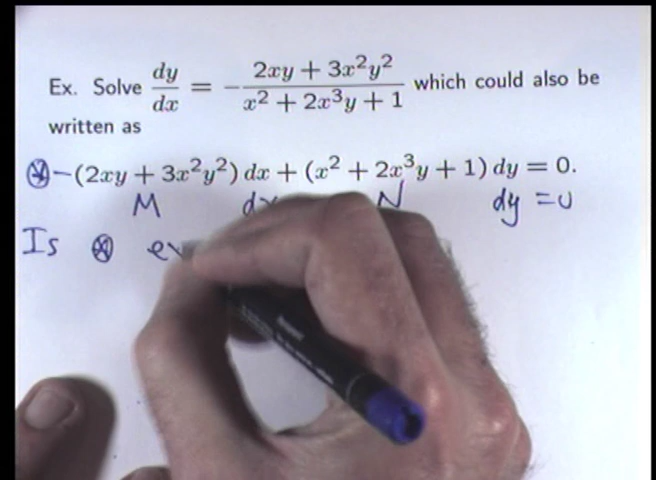 Ex. Solve dy/dx = -(2xy + 3x²y²)/(x² + 2x³y + 1) which could also be
written as
⊛-(2xy + 3x²y²) dx + (x² + 2x³y + 1) dy = 0.
M dx N dy = 0
Is ⊛